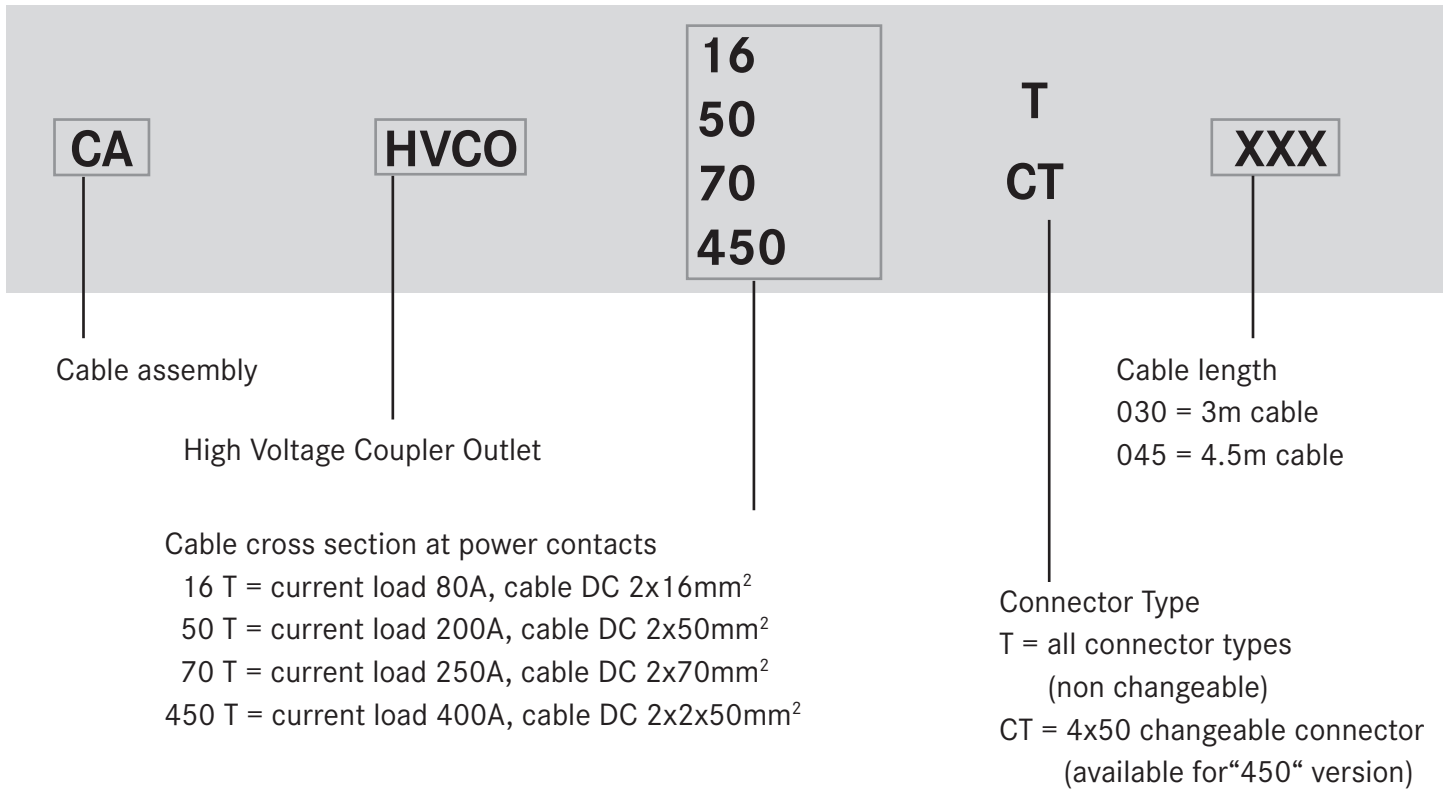 CA
HVCO
16
50
70
450
T
CT
XXX
Cable assembly
High Voltage Coupler Outlet
Cable cross section at power contacts
16 T = current load 80A, cable DC 2x16mm²
50 T = current load 200A, cable DC 2x50mm²
70 T = current load 250A, cable DC 2x70mm²
450 T = current load 400A, cable DC 2x2x50mm²
Connector Type
T = all connector types
(non changeable)
CT = 4x50 changeable connector
(available for“450“ version)
Cable length
030 = 3m cable
045 = 4.5m cable